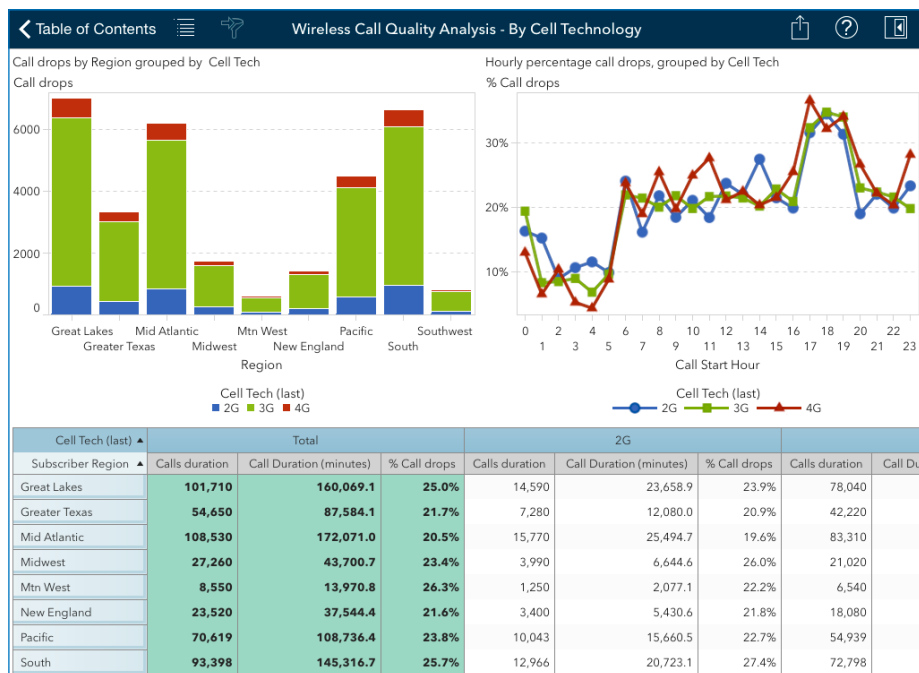 Table of Contents
Wireless Call Quality Analysis - By Cell Technology
Call drops by Region grouped by  Cell Tech
Call drops
6000
4000
2000
0
Great Lakes Mid Atlantic Mtn West Pacific Southwest
Greater Texas Midwest New England South
Region
Cell Tech (last)
2G 3G 4G
Hourly percentage call drops, grouped by Cell Tech
% Call drops
30%
20%
10%
0 2 4 6 8 10 12 14 16 18 20 22
1 3 5 7 9 11 13 15 17 19 21 23
Call Start Hour
Cell Tech (last)
2G 3G 4G
Cell Tech (last) Total 2G
Subscriber Region Calls duration Call Duration (minutes) % Call drops Calls duration Call Duration (minutes) % Call drops Calls duration Call Du
Great Lakes 101,710 160,069.1 25.0% 14,590 23,658.9 23.9% 78,040
Greater Texas 54,650 87,584.1 21.7% 7,280 12,080.0 20.9% 42,220
Mid Atlantic 108,530 172,071.0 20.5% 15,770 25,494.7 19.6% 83,310
Midwest 27,260 43,700.7 23.4% 3,990 6,644.6 26.0% 21,020
Mtn West 8,550 13,970.8 26.3% 1,250 2,077.1 22.2% 6,540
New England 23,520 37,544.4 21.6% 3,400 5,430.6 21.8% 18,080
Pacific 70,619 108,736.4 23.8% 10,043 15,660.5 22.7% 54,939
South 93,398 145,316.7 25.7% 12,966 20,723.1 27.4% 72,798